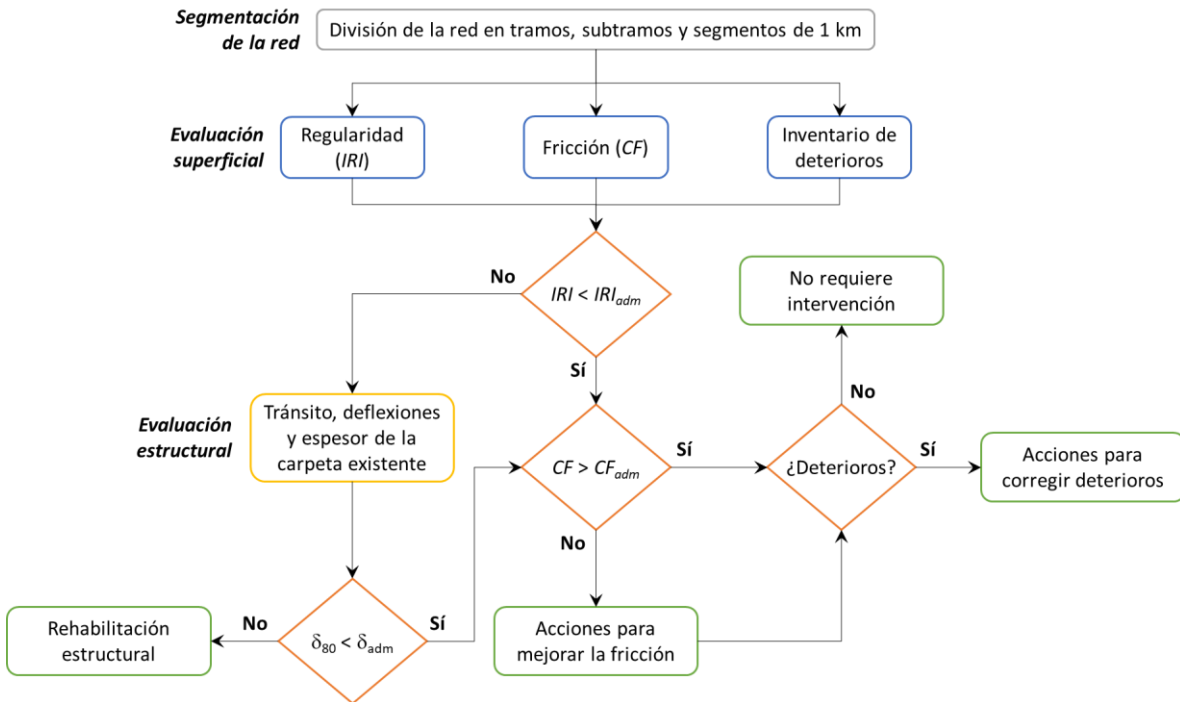 Segmentación
de la red
División de la red en tramos, subtramos y segmentos de 1 km
Evaluación
superficial
Regularidad
(IRI)
Fricción (CF)
Inventario de
deterioros
No
IRI < IRIadm
Sí
No requiere
intervención
No
Evaluación
estructural
Tránsito, deflexiones
y espesor de la
carpeta existente
CF > CFadm
Sí
¿Deterioros?
Sí
Acciones para
corregir deterioros
No
Rehabilitación
estructural
No
δ80 < δadm
Sí
Acciones para
mejorar la fricción